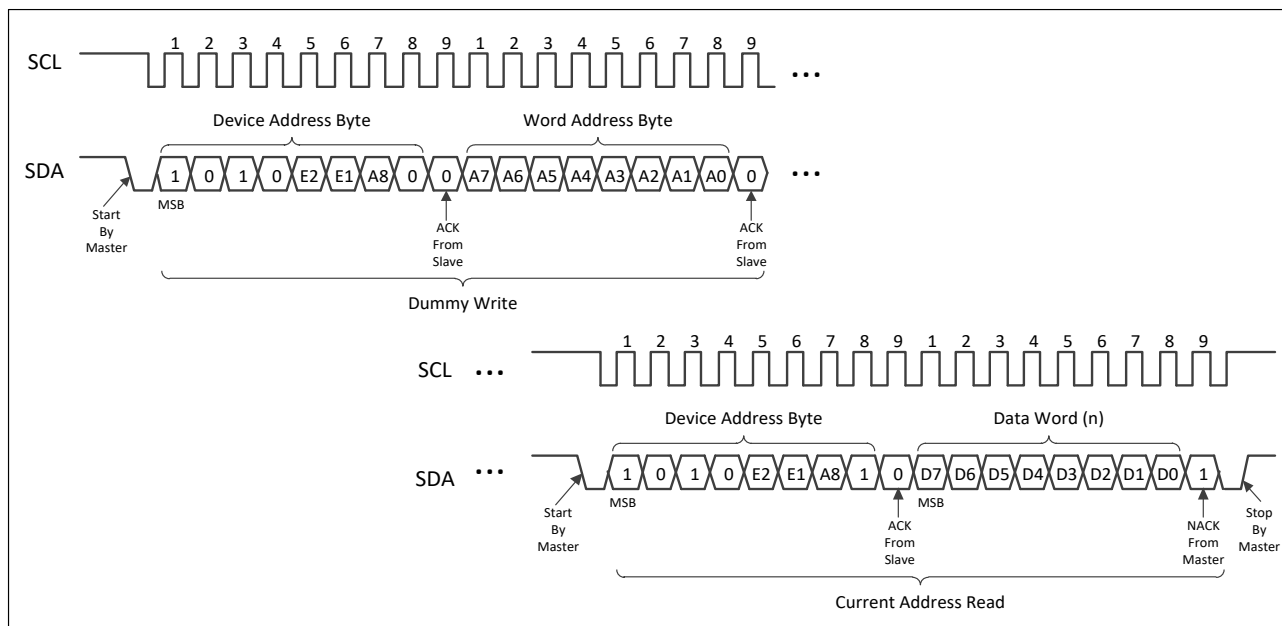 1 2 3 4 5 6 7 8 9 1 2 3 4 5 6 7 8 9
SCL ...
Device Address Byte Word Address Byte
SDA 1 0 1 0 E2 E1 A8 0 0 A7 A6 A5 A4 A3 A2 A1 A0 0 ...
MSB
Start
By
Master
ACK
From
Slave
ACK
From
Slave
Dummy Write
1 2 3 4 5 6 7 8 9 1 2 3 4 5 6 7 8 9
SCL ...
Device Address Byte Data Word (n)
SDA ... 1 0 1 0 E2 E1 A8 1 0 D7 D6 D5 D4 D3 D2 D1 D0 1
MSB MSB
Start
By
Master
ACK
From
Slave
NACK
From
Master
Stop
By
Master
Current Address Read